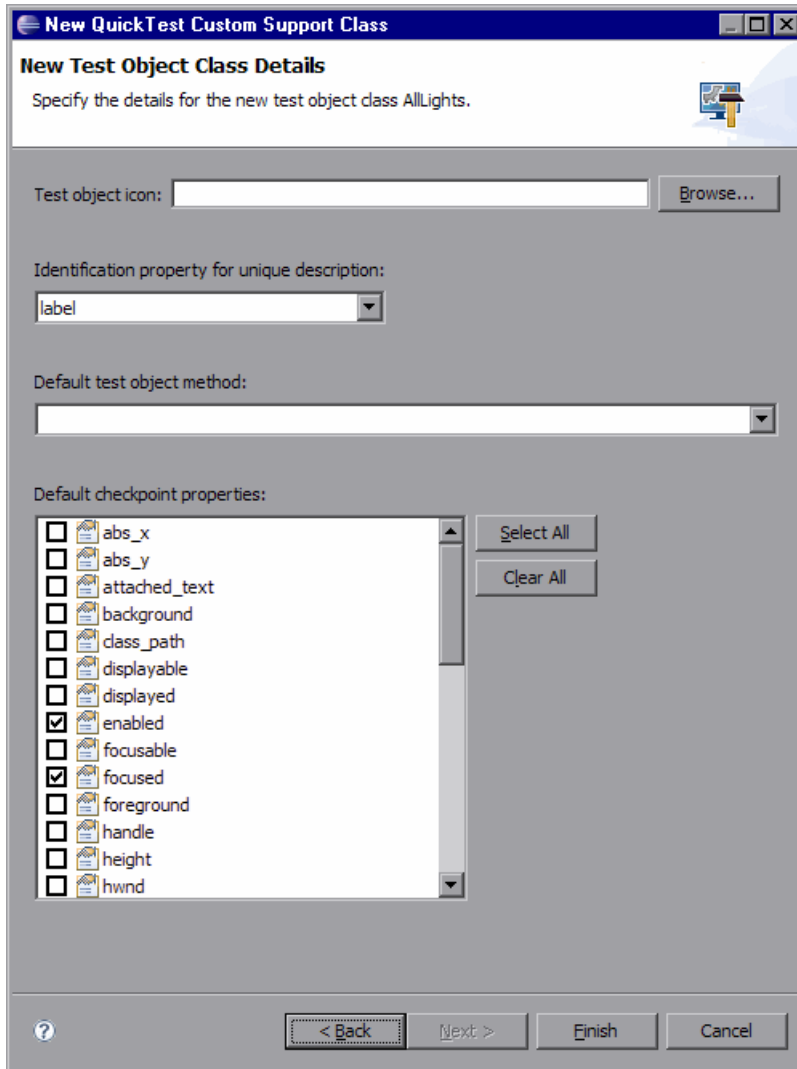 New QuickTest Custom Support Class
New Test Object Class Details
Specify the details for the new test object class AllLights.
Test object icon:
Browse...
Identification property for unique description:
label
Default test object method:
Default checkpoint properties:
abs_x
abs_y
attached_text
background
class_path
displayable
displayed
enabled
focusable
focused
foreground
handle
height
hwnd
Select All
Clear All
?
< Back
Next >
Finish
Cancel